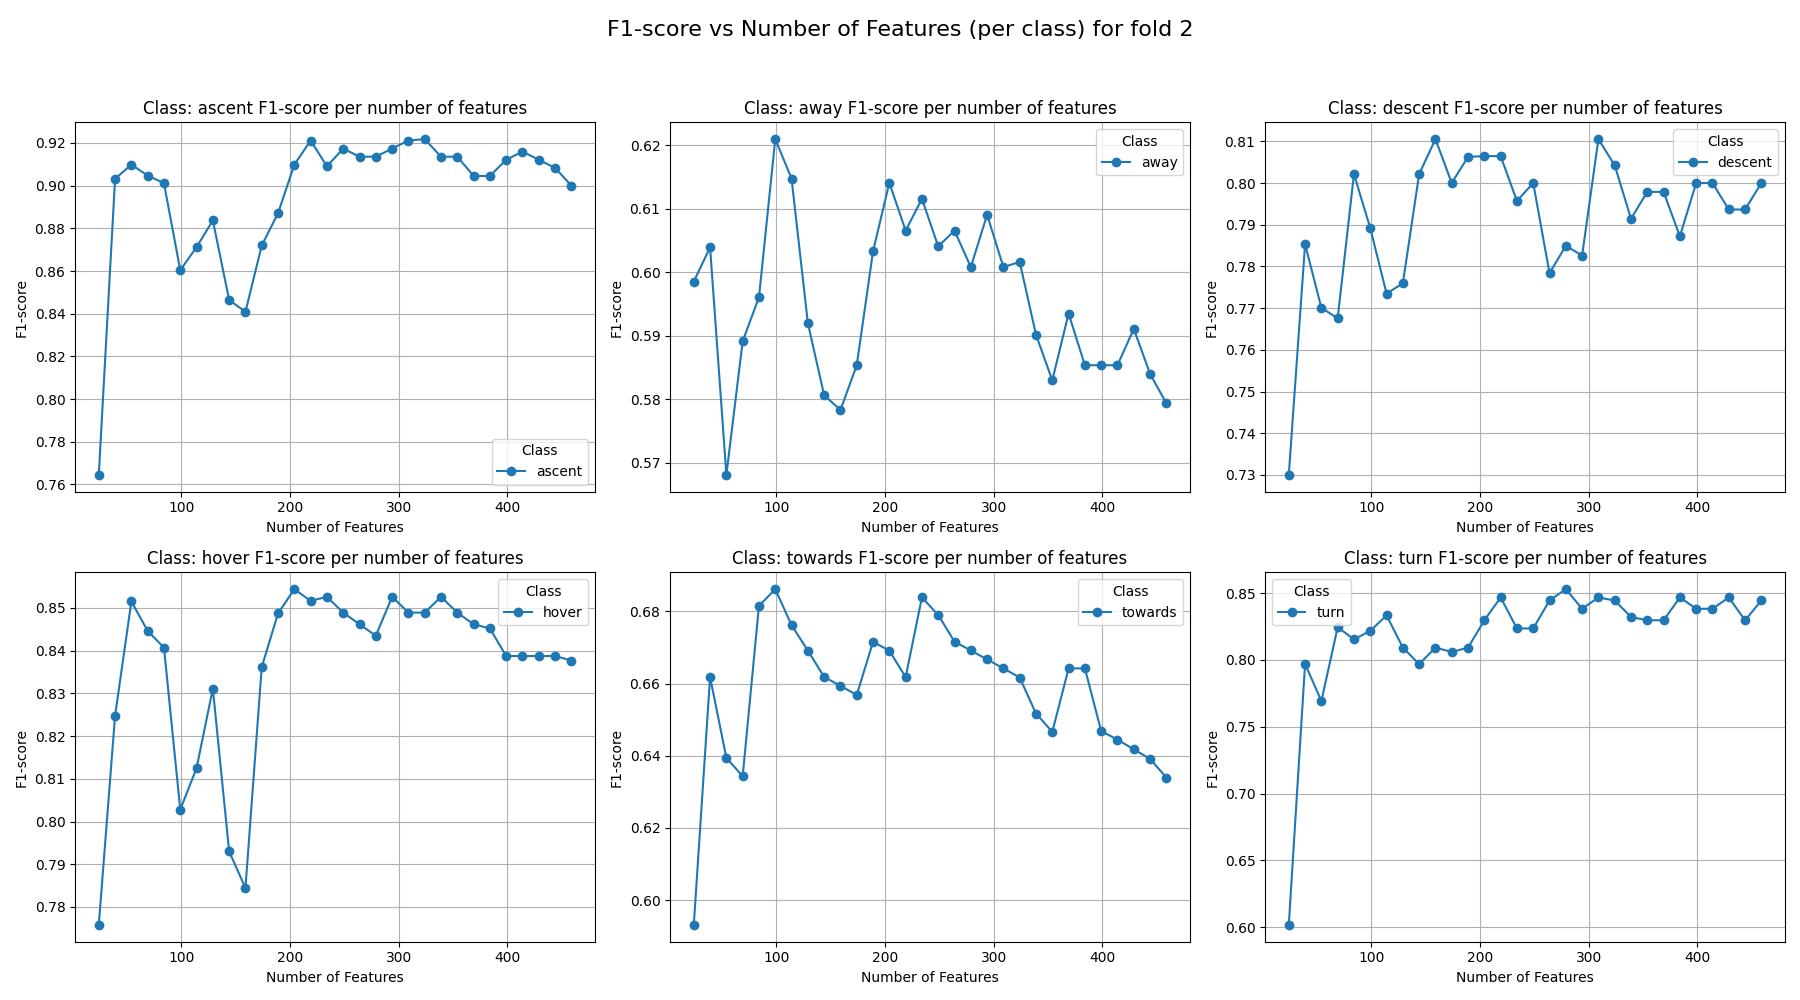 F1-score vs Number of Features (per class) for fold 2
Class: ascent F1-score per number of features
0.92
0.90
0.88
0.86
0.84
0.82
0.80
0.78
0.76
F1-score
Class
ascent
100 200 300 400
Number of Features
Class: away F1-score per number of features
0.62
0.61
0.60
0.59
0.58
0.57
F1-score
Class
away
100 200 300 400
Number of Features
Class: descent F1-score per number of features
0.81
0.80
0.79
0.78
0.77
0.76
0.75
0.74
0.73
F1-score
Class
descent
100 200 300 400
Number of Features
Class: hover F1-score per number of features
0.85
0.84
0.83
0.82
0.81
0.80
0.79
0.78
F1-score
Class
hover
100 200 300 400
Number of Features
Class: towards F1-score per number of features
0.68
0.66
0.64
0.62
0.60
F1-score
Class
towards
100 200 300 400
Number of Features
Class: turn F1-score per number of features
0.85
0.80
0.75
0.70
0.65
0.60
F1-score
Class
turn
100 200 300 400
Number of Features